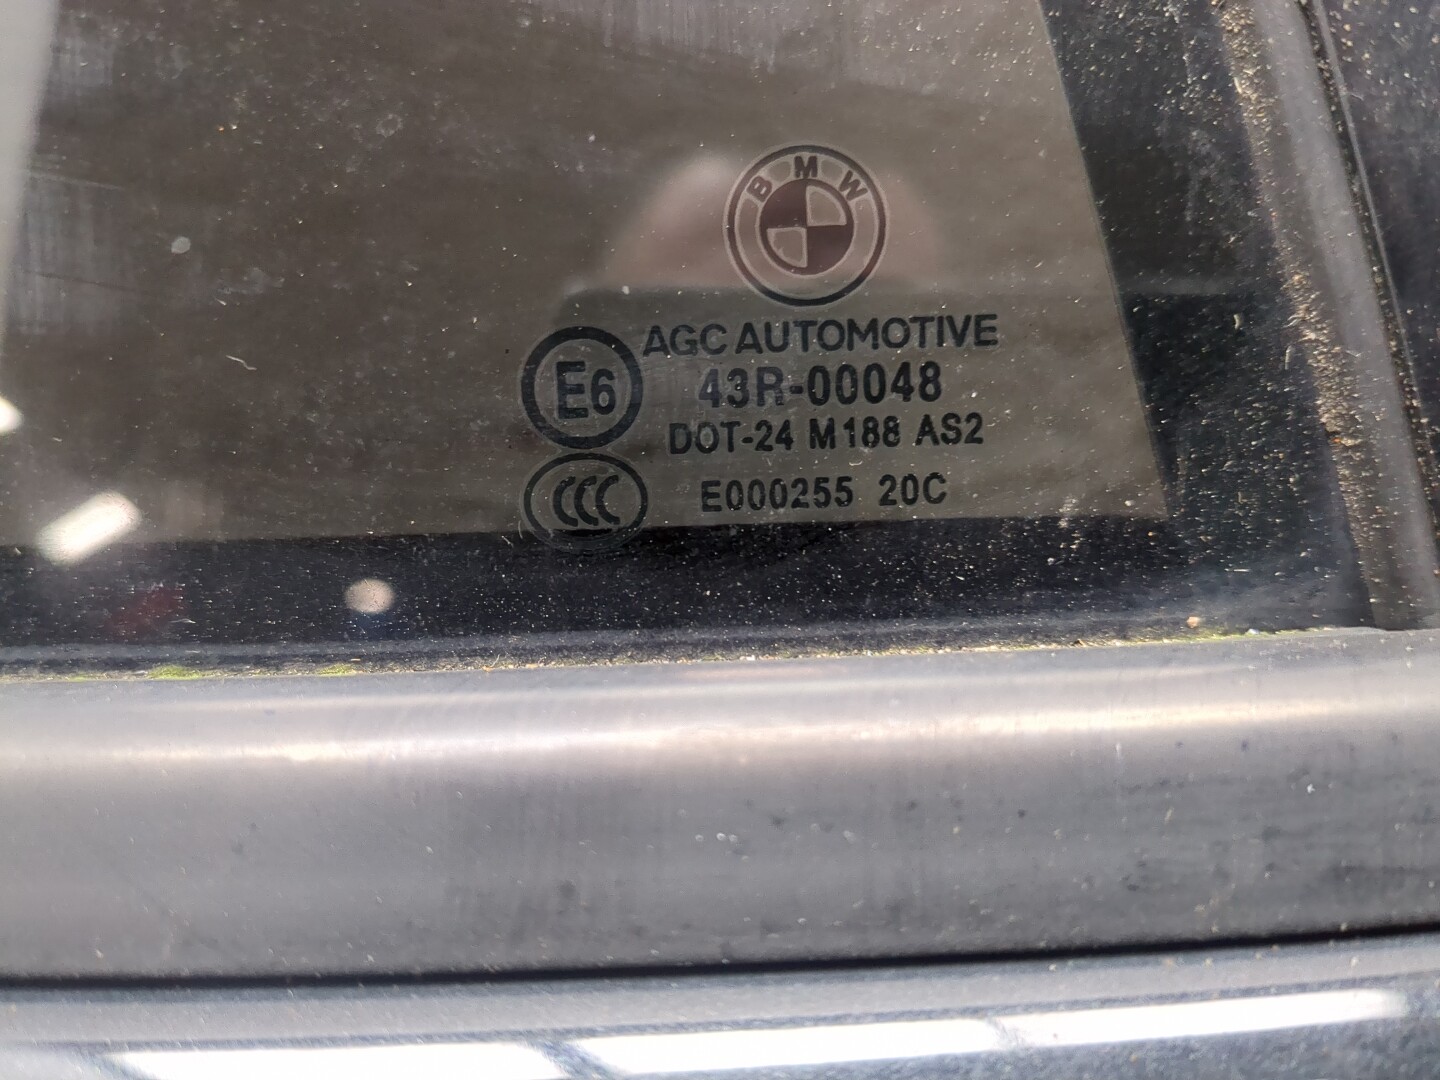 BMW
AGC AUTOMOTIVE
E6
43R-00048
DOT-24 M188 AS2
CCC
E000255 20C